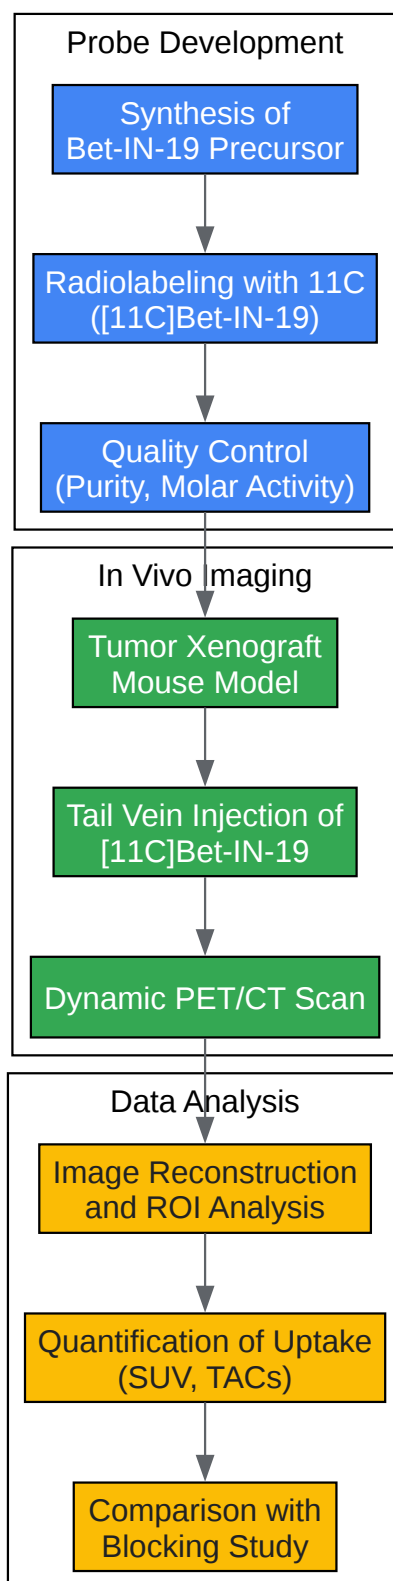 Probe Development
Synthesis of
Bet-IN-19 Precursor
Radiolabeling with 11C
([11C]Bet-IN-19)
Quality Control
(Purity, Molar Activity)
In Vivo Imaging
Tumor Xenograft
Mouse Model
Tail Vein Injection of
[11C]Bet-IN-19
Dynamic PET/CT Scan
Data Analysis
Image Reconstruction
and ROI Analysis
Quantification of Uptake
(SUV, TACs)
Comparison with
Blocking Study